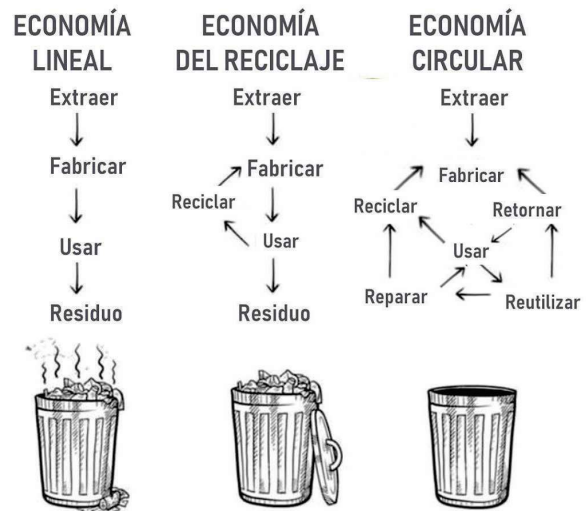 ECONOMÍA
LINEAL
Extraer
Fabricar
Usar
Residuo
ECONOMÍA
DEL RECICLAJE
Extraer
Fabricar
Reciclar
Usar
Residuo
ECONOMÍA
CIRCULAR
Extraer
Fabricar
Reciclar
Retornar
Usar
Reparar
Reutilizar